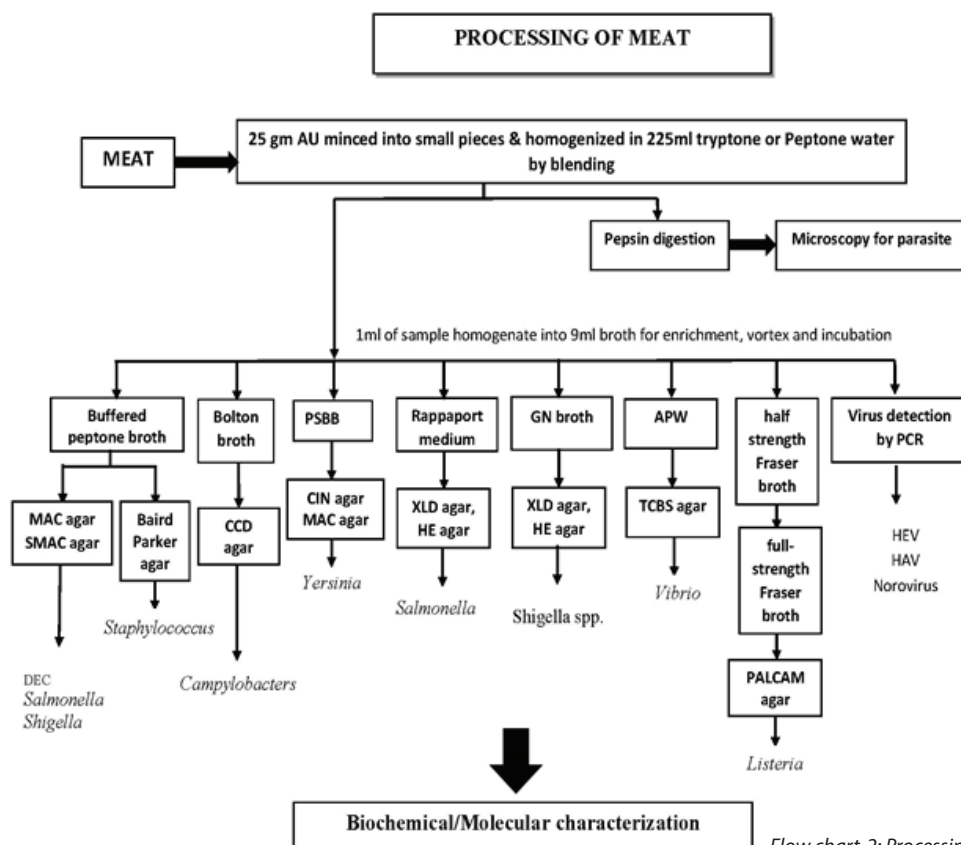 PROCESSING OF MEAT
MEAT
25 gm AU minced into small pieces & homogenized in 225ml tryptone or Peptone water
by blending
Pepsin digestion
Microscopy for parasite
1ml of sample homogenate into 9ml broth for enrichment, vortex and incubation
Buffered
peptone broth
Bolton
broth
PSBB
Rappaport
medium
GN broth
APW
half
strength
Fraser
broth
Virus detection
by PCR
MAC agar
SMAC agar
Baird
Parker
agar
CCD
agar
CIN agar
MAC agar
XLD agar,
HE agar
XLD agar,
HE agar
TCBS agar
full-
strength
Fraser
broth
HEV
HAV
Norovirus
Staphylococcus
Yersinia
Salmonella
Shigella spp.
Vibrio
DEC
Salmonella
Shigella
Campylobacters
PALCAM
agar
Listeria
Biochemical/Molecular characterization
Flow chart-2: Processin